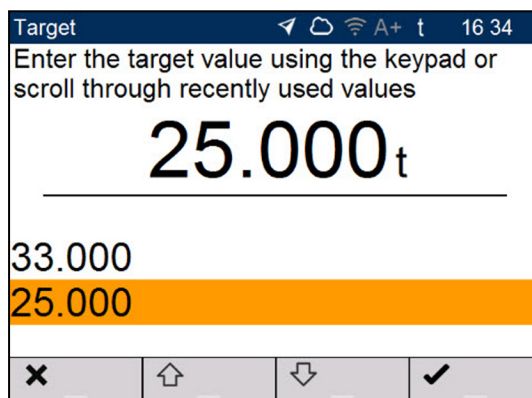 Target A+ t 16 34
Enter the target value using the keypad or
scroll through recently used values
25.000 t
33.000
25.000